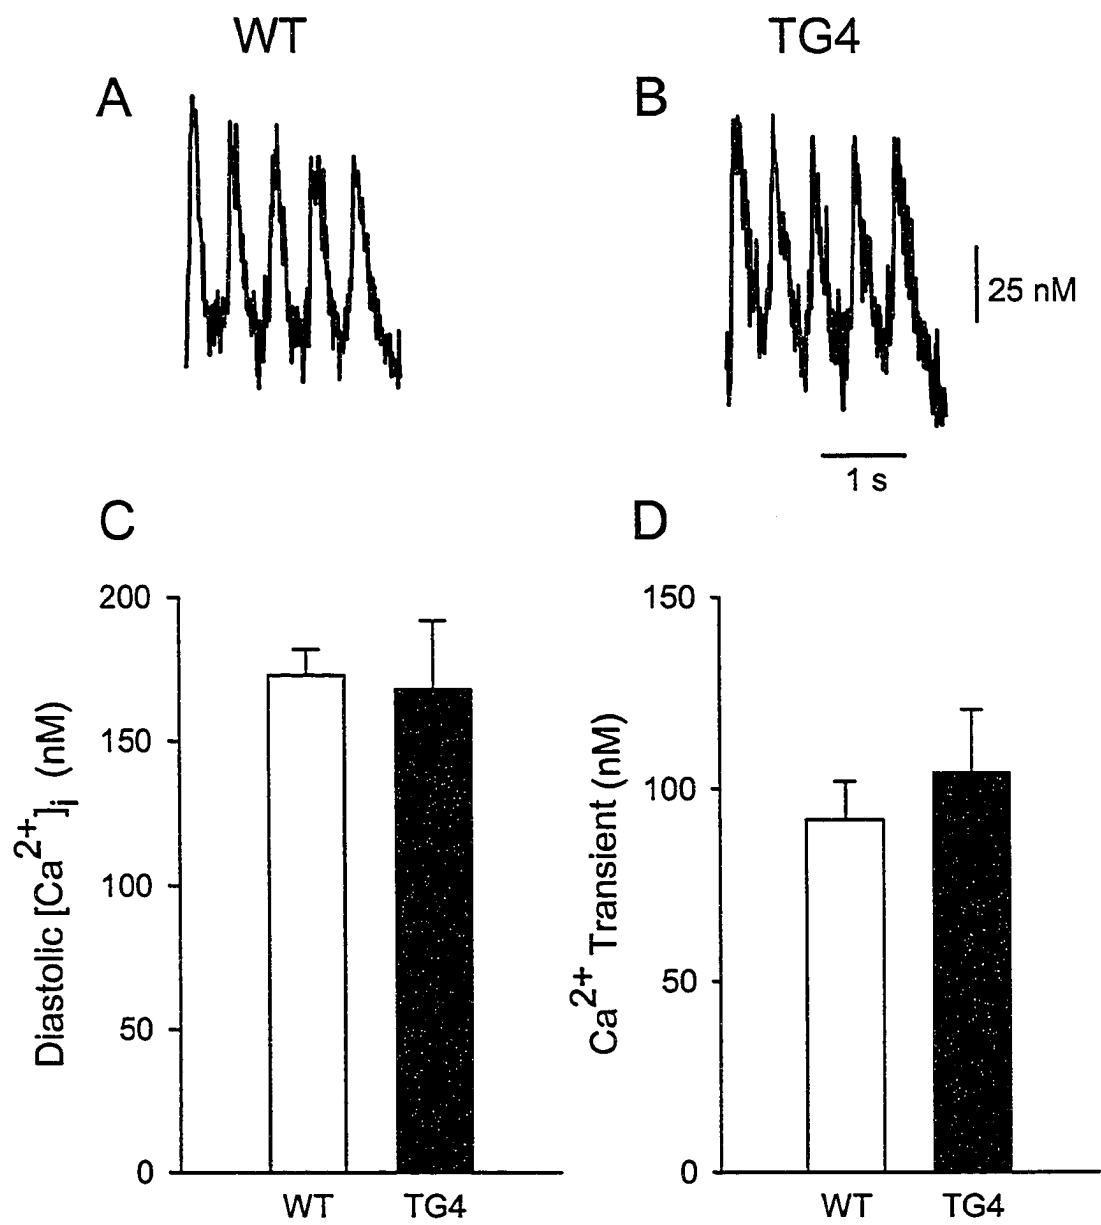 WT
TG4
A
B
25 nM
1 s
C
D
200
150
100
50
0
Diastolic [Ca2+]i (nM)
WT
TG4
150
100
50
0
Ca2+ Transient (nM)
WT
TG4